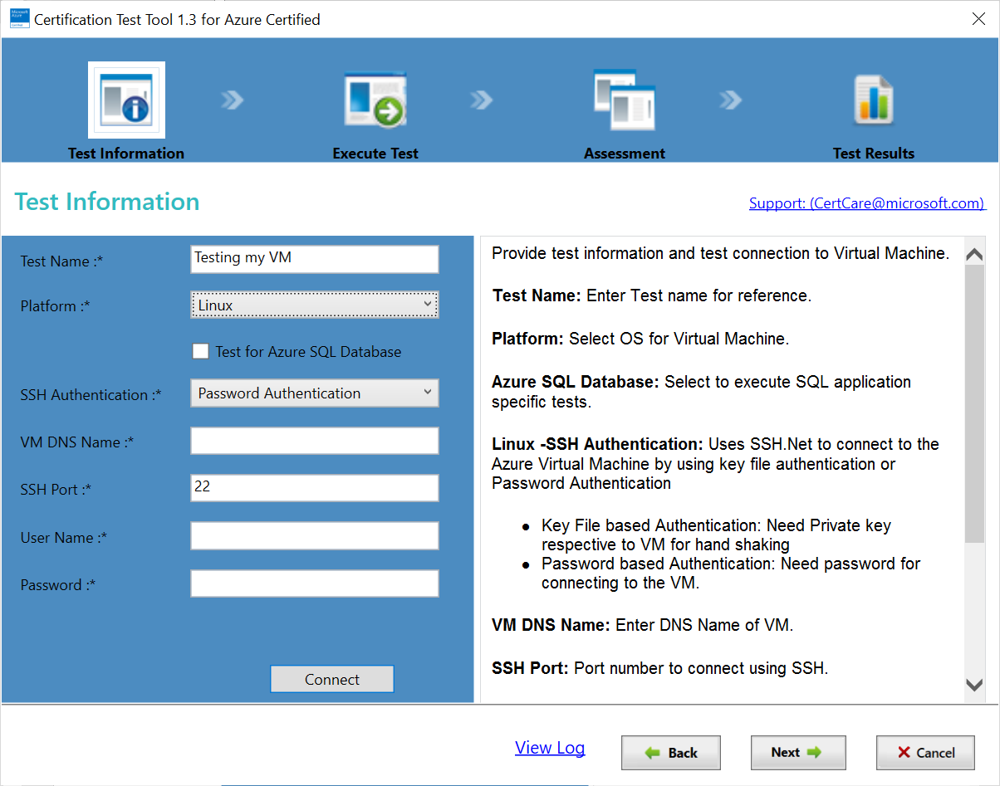 Certification Test Tool 1.3 for Azure Certified
Test Information
Execute Test
Assessment
Test Results
Test Information
Support: (CertCare@microsoft.com)
Test Name :*
Testing my VM
Platform :*
Linux
Test for Azure SQL Database
SSH Authentication :*
Password Authentication
VM DNS Name :*
SSH Port :*
22
User Name :*
Password :*
Connect
Provide test information and test connection to Virtual Machine.
Test Name: Enter Test name for reference.
Platform: Select OS for Virtual Machine.
Azure SQL Database: Select to execute SQL application
specific tests.
Linux -SSH Authentication: Uses SSH.Net to connect to the
Azure Virtual Machine by using key file authentication or
Password Authentication
● Key File based Authentication: Need Private key
respective to VM for hand shaking
● Password based Authentication: Need password for
connecting to the VM.
VM DNS Name: Enter DNS Name of VM.
SSH Port: Port number to connect using SSH.
View Log
Back
Next
Cancel